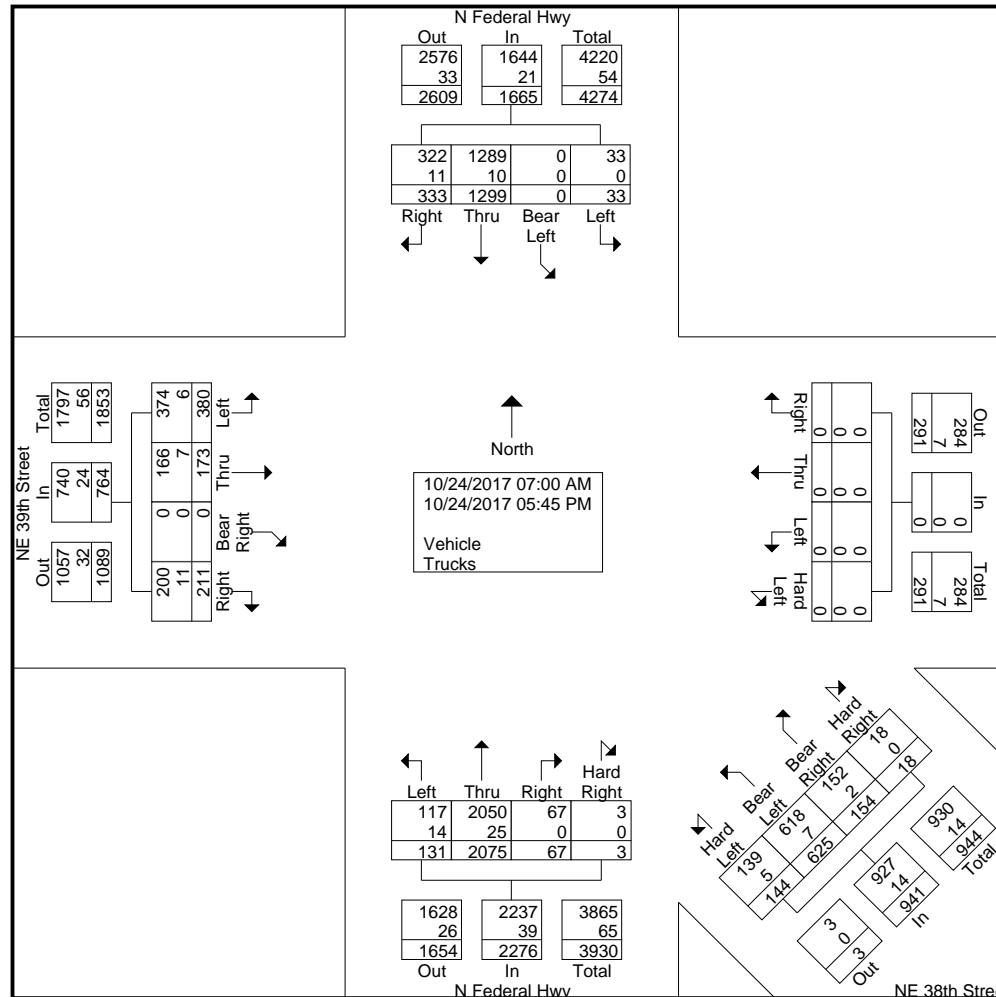 N Federal Hwy
Out In Total
2576 1644 4220
33 21 54
2609 1665 4274
322 1289 0 33
11 10 0 0
333 1299 0 33
Right Thru Bear Left Left
NE 39th Street
Total
1797
56
1853
In
740
24
764
Out
1057
32
1089
374
6
380
Left
166
7
173
Thru
0
0
0
Bear
Right
200
11
211
Right
North
10/24/2017 07:00 AM
10/24/2017 05:45 PM
Vehicle
Trucks
Right
0
0
0
Thru
0
0
0
Left
0
0
0
Hard
Left
0
0
0
Out
284
7
291
In
0
0
0
Total
284
7
291
Left Thru Right Hard Right
117 2050 67 3
14 25 0 0
131 2075 67 3
1628 2237 3865
26 39 65
1654 2276 3930
Out In Total
N Federal Hwy
Hard
Left
139
5
144
Bear
Left
618
7
625
Bear
Right
152
2
154
Hard
Right
18
0
18
3
0
3
Out
927
14
941
In
930
14
944
Total
NE 38th Stree